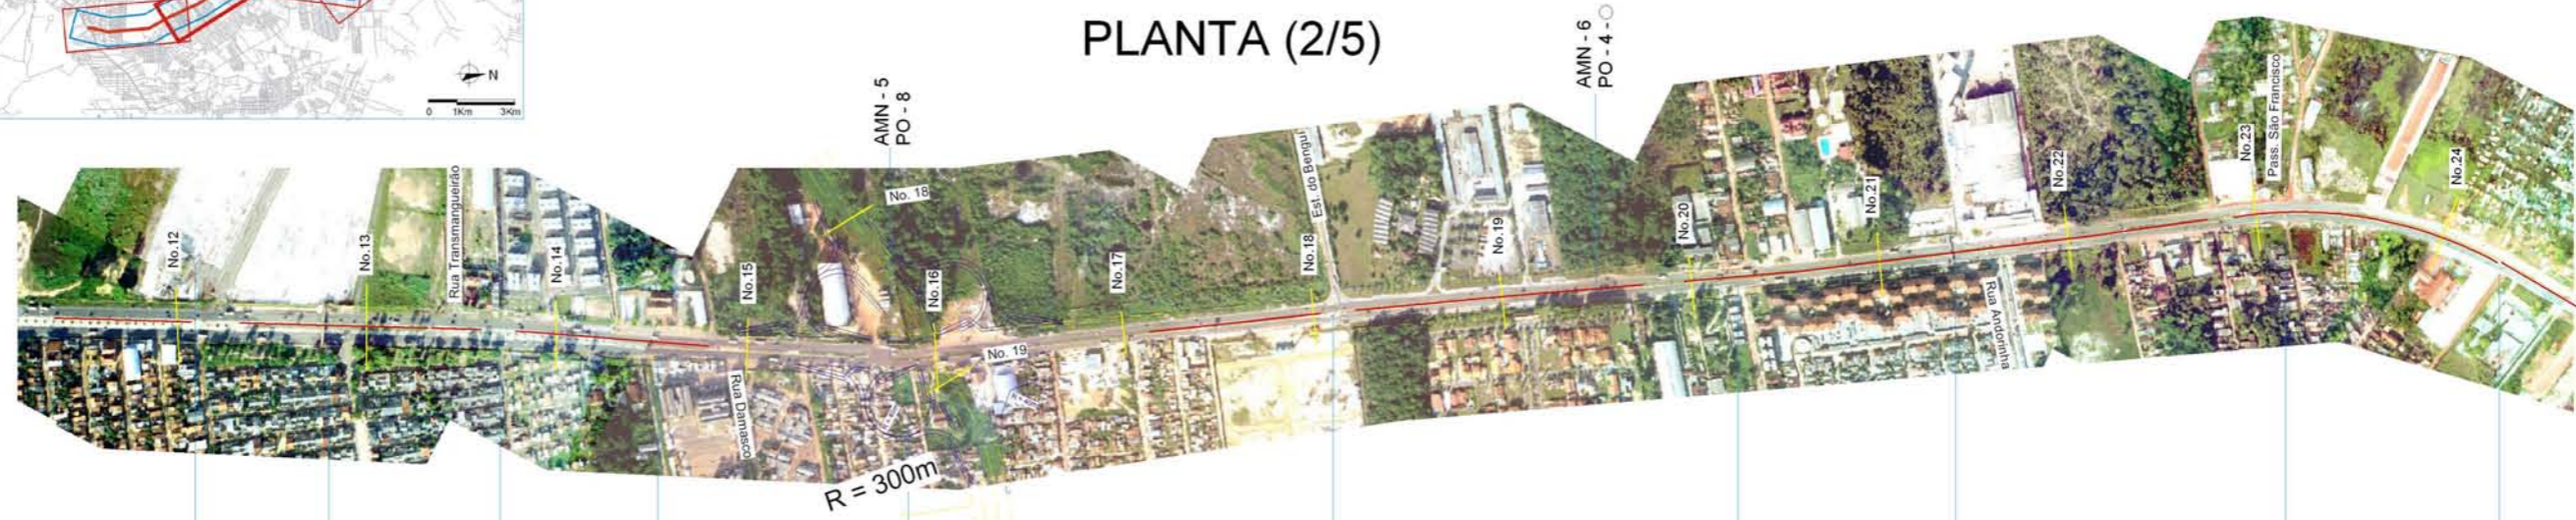 PLANTA (2/5)
N
0 1Km 3Km
AMN - 5
PO - 8
AMN - 6
PO - 4 -
No.12
No.13
Rua Transmangueirão
No.14
No.15
No. 18
No.16
No.17
No.18
Est. do Bengui
No.19
No.20
No.21
No.22
No.23
Pass. São Francisco
No.24
Rua Damasco
No. 19
R = 300m
Rua Andorinha